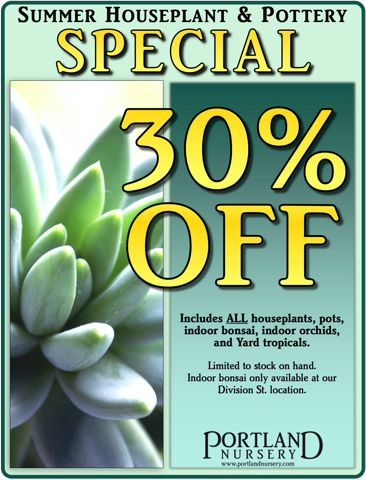 Summer Houseplant & Pottery
SPECIAL
30%
OFF
Includes ALL houseplants, pots,
indoor bonsai, indoor orchids,
and Yard tropicals.
Limited to stock on hand.
Indoor bonsai only available at our
Division St. location.
PORTLAND
NURSERY
www.portlandnursery.com